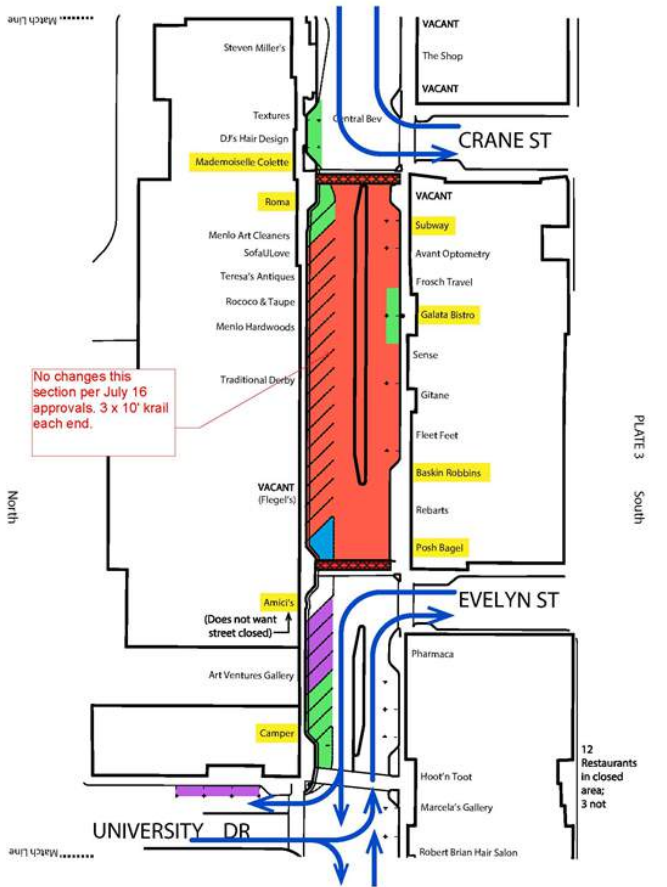 Match Line
VACANT
Steven Miller's
The Shop
VACANT
Textures
Central Bev
DJ's Hair Design
CRANE ST
Mademoiselle Colette
VACANT
Roma
Subway
Menlo Art Cleaners
SofaULove
Avant Optometry
Teresa's Antiques
Frosch Travel
Rococo & Taupe
Galata Bistro
Menlo Hardwoods
Sense
No changes this
section per July 16
approvals. 3 x 10' krail
each end.
Traditional Derby
Gitane
Fleet Feet
PLATE 3
Baskin Robbins
VACANT
(Flegel's)
North
South
Rebarts
Posh Bagel
Amici's
(Does not want
street closed)
EVELYN ST
Pharmaca
Art Ventures Gallery
Camper
12
Restaurants
in closed
area;
3 not
Hoot'n Toot
Marcela's Gallery
UNIVERSITY DR
Match Line
Robert Brian Hair Salon